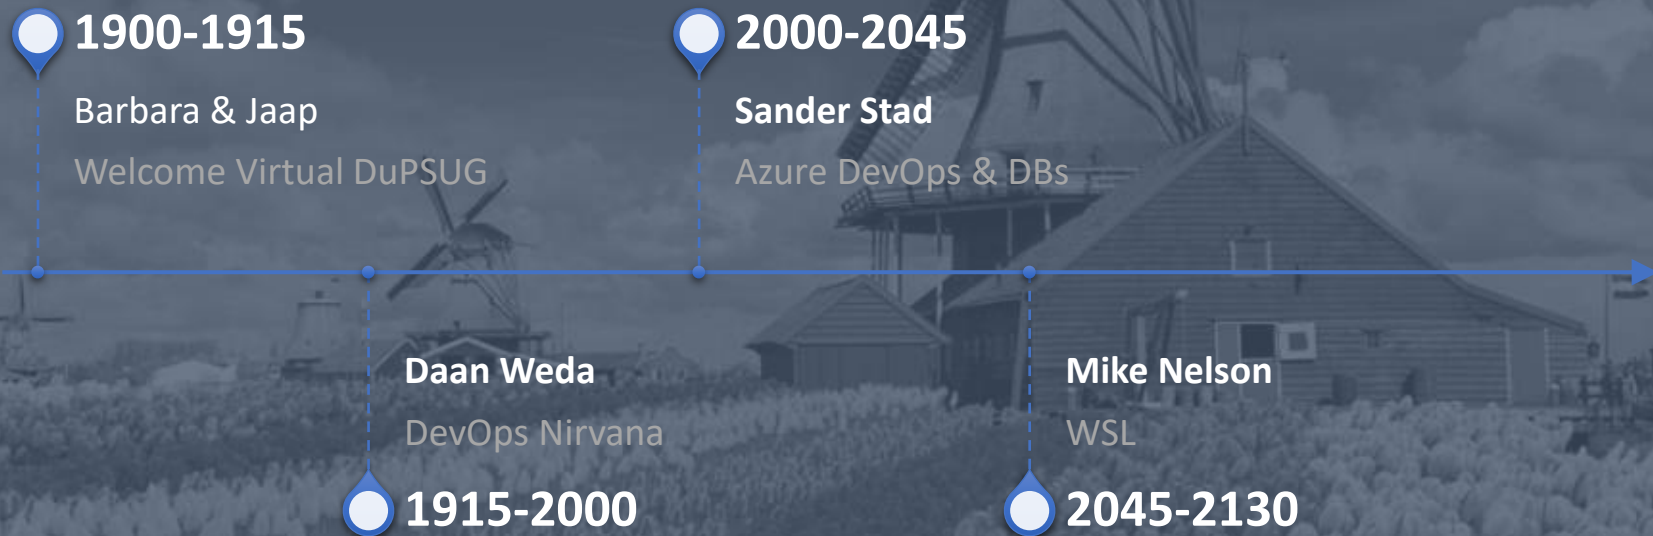 1900-1915
Barbara & Jaap
Welcome Virtual DuPSUG
Daan Weda
DevOps Nirvana
1915-2000
2000-2045
Sander Stad
Azure DevOps & DBs
Mike Nelson
WSL
2045-2130